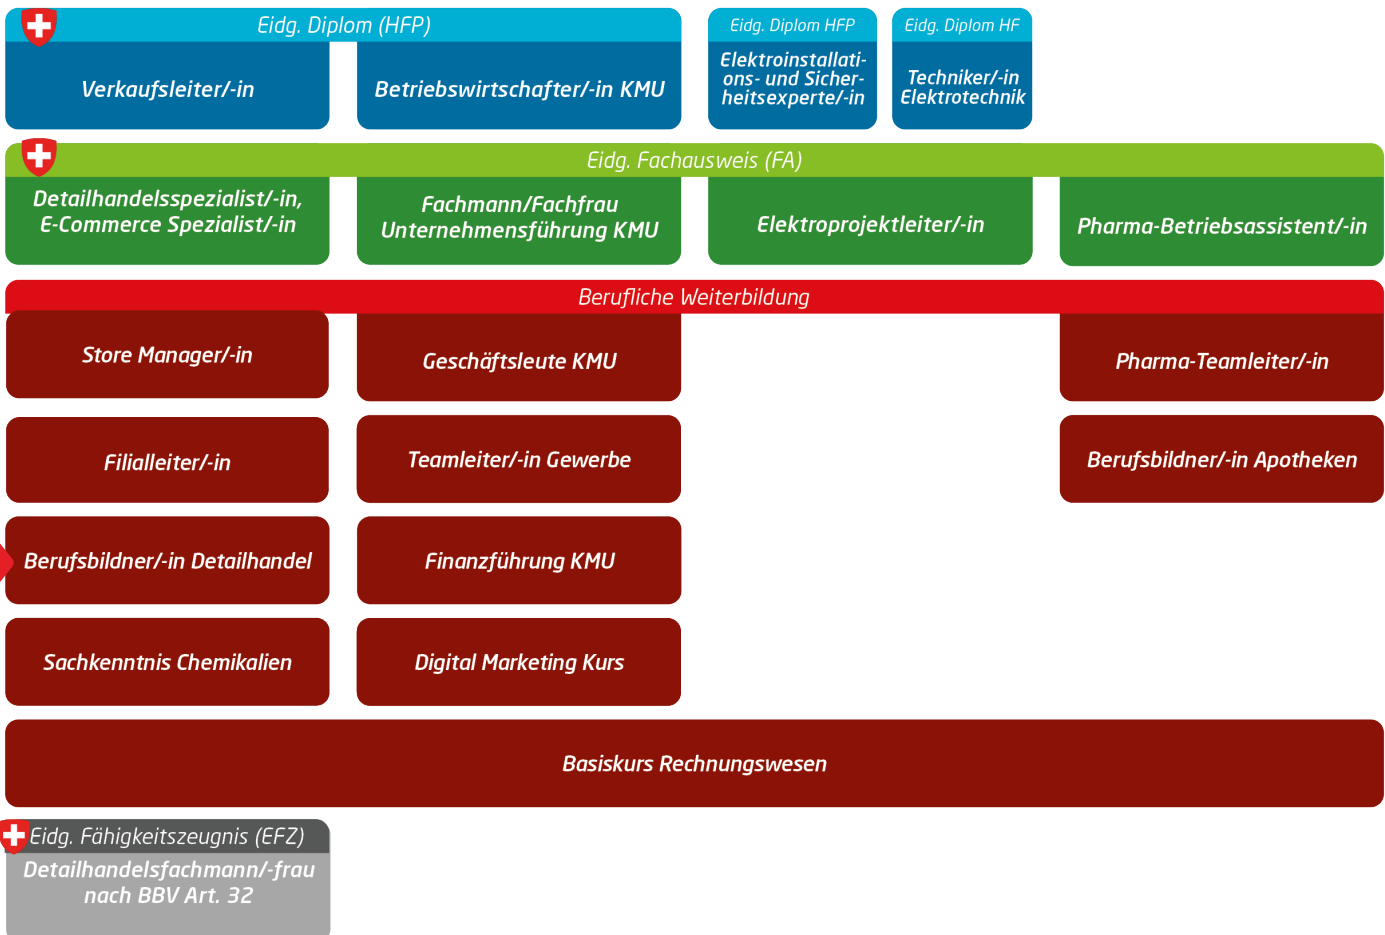 Eidg. Diplom (HFP)
Verkaufsleiter/-in
Betriebswirtschafter/-in KMU
Eidg. Diplom HFP
Elektroinstallati-
ons- und Sicher-
heitsexperte/-in
Eidg. Diplom HF
Techniker/-in
Elektrotechnik
Eidg. Fachausweis (FA)
Detailhandelsspezialist/-in,
E-Commerce Spezialist/-in
Fachmann/Fachfrau
Unternehmensführung KMU
Elektroprojektleiter/-in
Pharma-Betriebsassistent/-in
Berufliche Weiterbildung
Store Manager/-in
Geschäftsleute KMU
Pharma-Teamleiter/-in
Filialleiter/-in
Teamleiter/-in Gewerbe
Berufsbildner/-in Apotheken
Berufsbildner/-in Detailhandel
Finanzführung KMU
Sachkenntnis Chemikalien
Digital Marketing Kurs
Basiskurs Rechnungswesen
Eidg. Fähigkeitszeugnis (EFZ)
Detailhandelsfachmann/-frau
nach BBV Art. 32